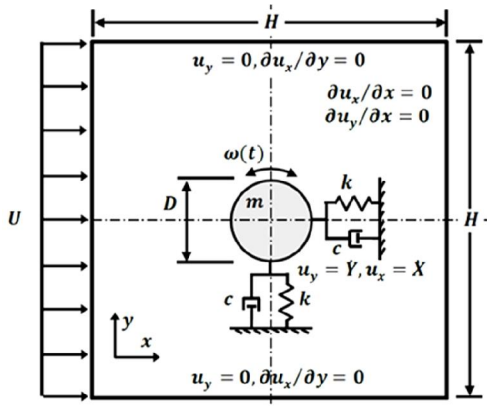 H
u_y = 0, ∂u_x/∂y = 0
∂u_x/∂x = 0
∂u_y/∂x = 0
ω(t)
k
D
m
U
H
c
u_y = Y, u_x = X
c
k
y
x
u_y = 0, ∂u_x/∂y = 0